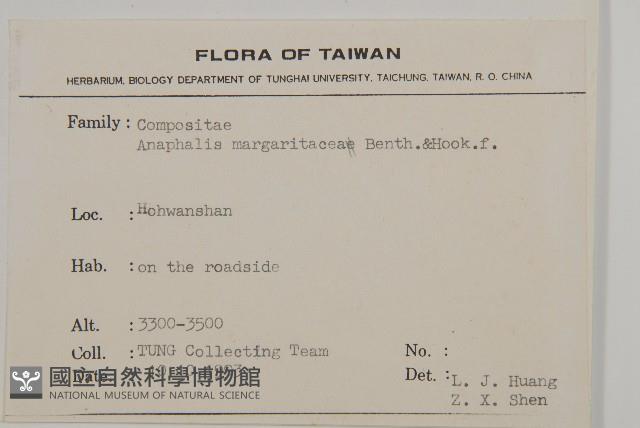 FLORA OF TAIWAN
HERBARIUM, BIOLOGY DEPARTMENT OF TUNGHAI UNIVERSITY, TAICHUNG, TAIWAN, R. O. CHINA
Family : Compositae
Anaphalis margaritacea Benth.&Hook.f.
Loc. : Hohwanshan
Hab. : on the roadside
Alt. : 3300-3500
Coll. : TUNG Collecting Team No. :
Date: Det. : L. J. Huang
Z. X. Shen
國立自然科學博物館
NATIONAL MUSEUM OF NATURAL SCIENCE